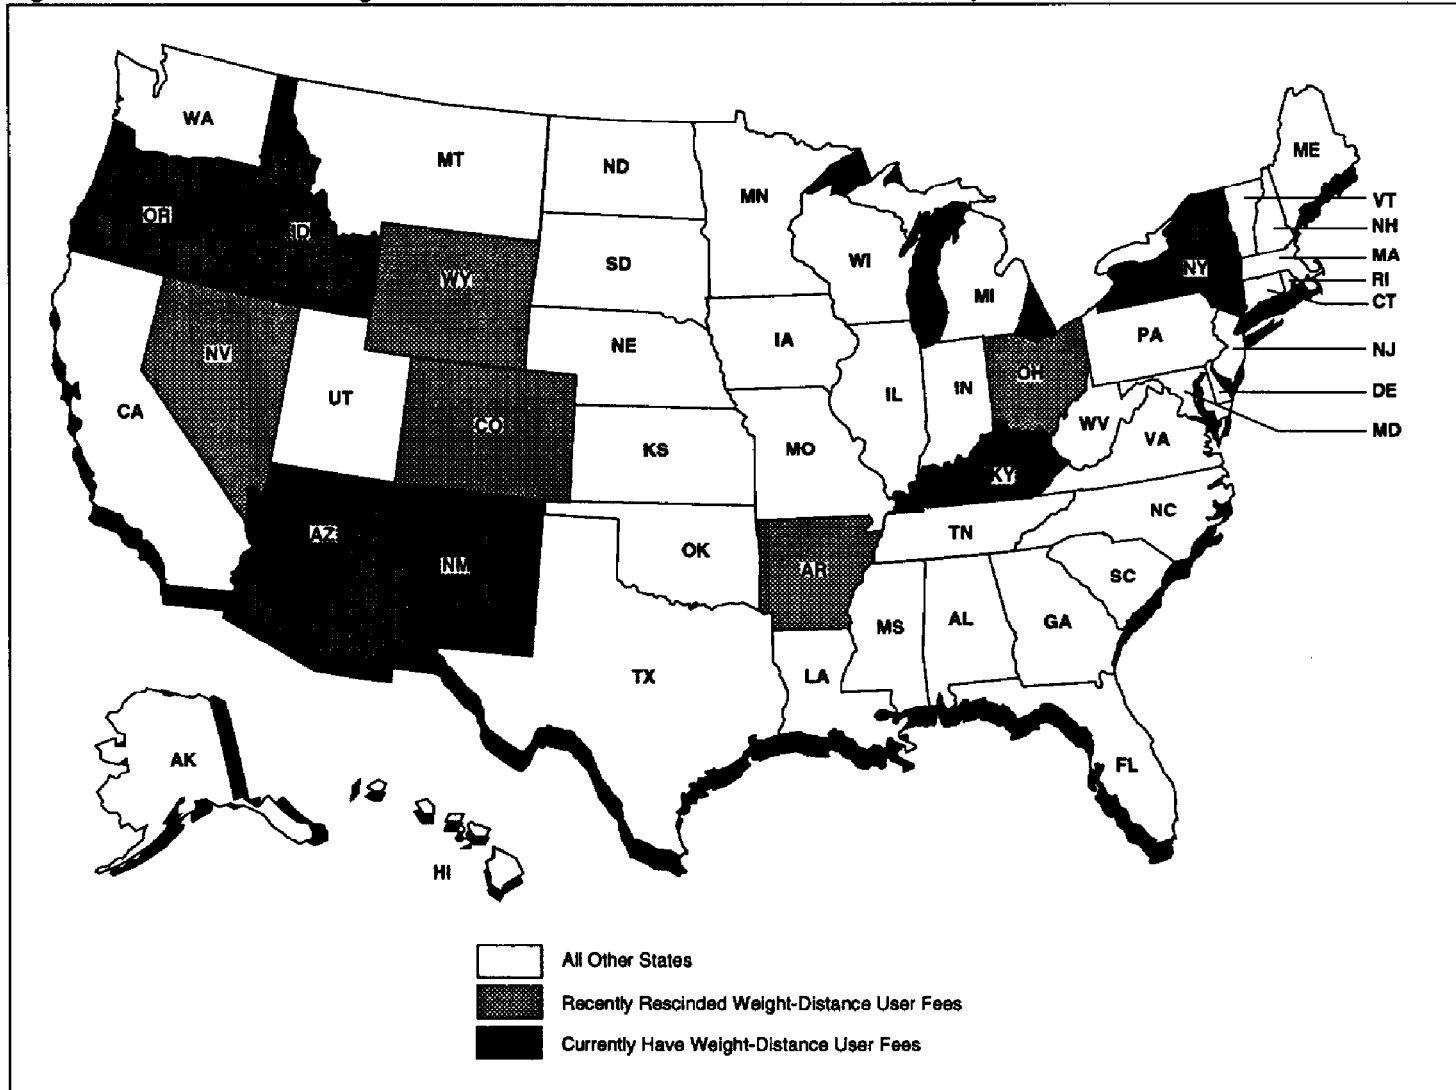 WA
MT
ND
MN
ME
VT
OR
ID
NH
SD
WI
MA
WY
NY
RI
MI
CT
NV
NE
IA
PA
NJ
UT
IL
IN
OH
DE
CA
CO
KS
MO
WV
VA
MD
KY
NC
AZ
NM
OK
TN
AR
SC
MS
AL
GA
TX
LA
AK
FL
HI
All Other States
Recently Rescinded Weight-Distance User Fees
Currently Have Weight-Distance User Fees